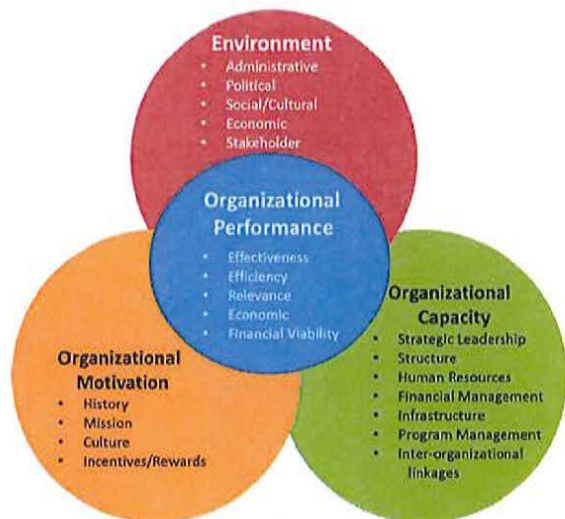 Environment
• Administrative
• Political
• Social/Cultural
• Economic
• Stakeholder
Organizational
Performance
• Effectiveness
• Efficiency
• Relevance
• Economic
• Financial Viability
Organizational
Motivation
• History
• Mission
• Culture
• Incentives/Rewards
Organizational
Capacity
• Strategic Leadership
• Structure
• Human Resources
• Financial Management
• Infrastructure
• Program Management
• Inter-organizational
linkages